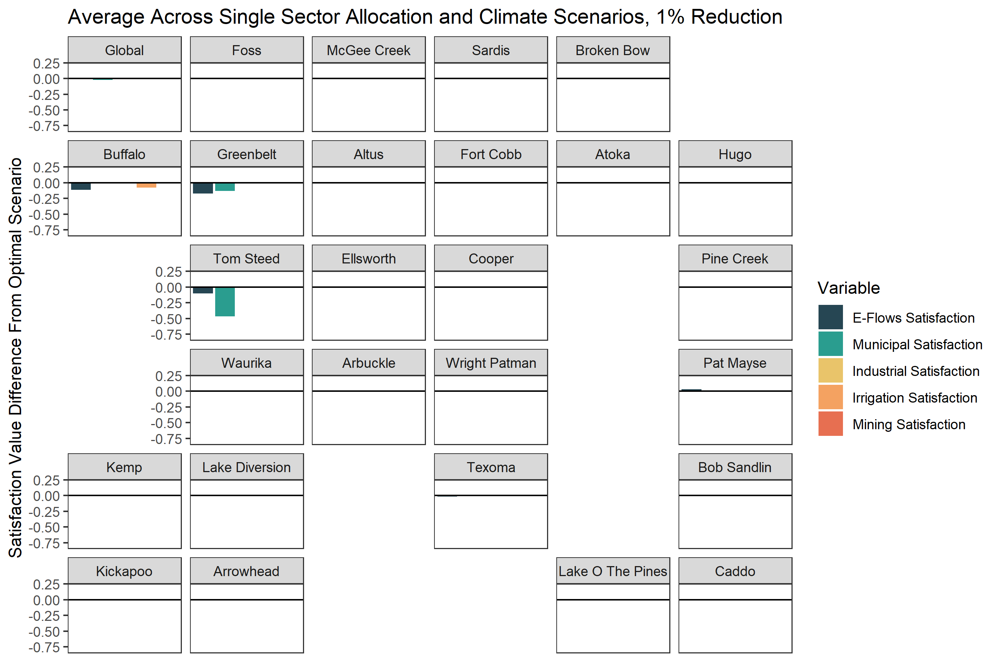 Average Across Single Sector Allocation and Climate Scenarios, 1% Reduction
Satisfaction Value Difference From Optimal Scenario
Global Foss McGee Creek Sardis Broken Bow
0.25
0.00
-0.25
-0.50
-0.75
Buffalo Greenbelt Altus Fort Cobb Atoka Hugo
0.25
0.00
-0.25
-0.50
-0.75
Tom Steed Ellsworth Cooper Pine Creek
0.25
0.00
-0.25
-0.50
-0.75
Waurika Arbuckle Wright Patman Pat Mayse
0.25
0.00
-0.25
-0.50
-0.75
Kemp Lake Diversion Texoma Bob Sandlin
0.25
0.00
-0.25
-0.50
-0.75
Kickapoo Arrowhead Lake O The Pines Caddo
0.25
0.00
-0.25
-0.50
-0.75
Variable
E-Flows Satisfaction
Municipal Satisfaction
Industrial Satisfaction
Irrigation Satisfaction
Mining Satisfaction